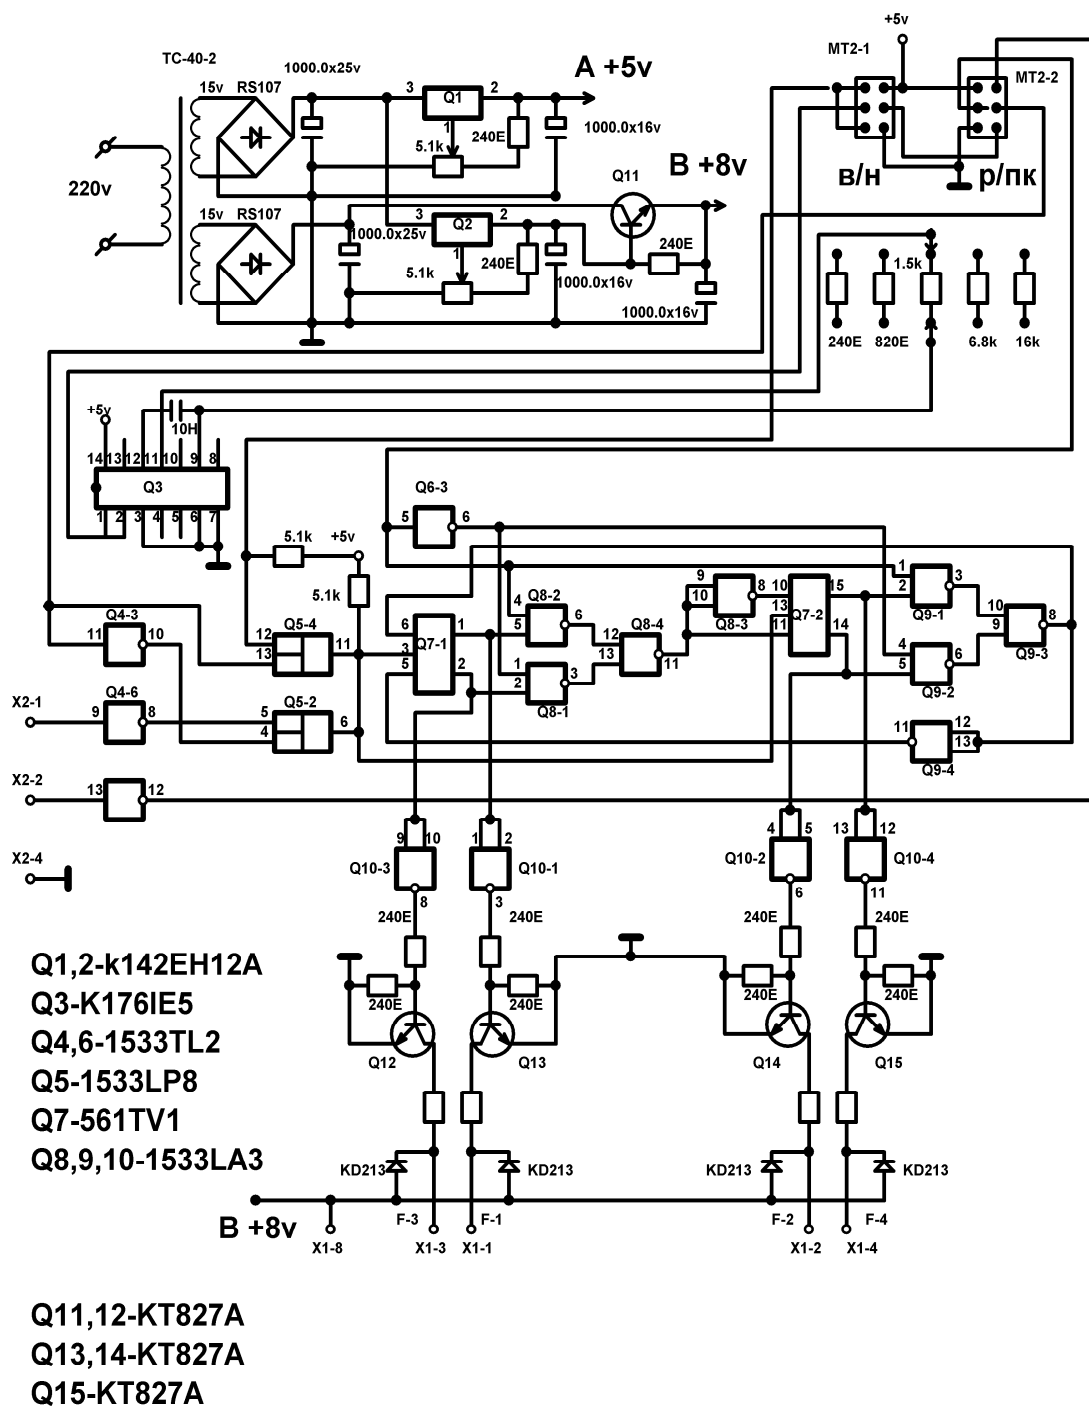 +5v
TC-40-2
MT2-1
MT2-2
15v RS107
1000.0x25v
A +5v
3 Q1 2
1
240E
5.1k
1000.0x16v
220v
B +8v
Q11
в/н
р/пк
15v RS107
1000.0x25v
3 Q2 2
1
240E
5.1k
240E
1000.0x16v
1000.0x16v
1.5k
240E 820E 6.8k 16k
+5v
10H
14 13 12 11 10 9 8
Q3
1 2 3 4 5 6 7
Q6-3
5 6
5.1k +5v
5.1k
Q4-3
11 10
Q5-4
12 11
13
6 1
3 Q7-1
5 2
Q8-2
4 6
5
Q8-4
12
13 11
9 8
10
Q8-3
10 15
13 Q7-2
11 14
1 3
2
Q9-1
10 8
9
Q9-3
1 3
2
Q8-1
4 6
5
Q9-2
X2-1
Q4-6
9 8
Q5-2
5 6
4
11 12
13
Q9-4
X2-2
13 12
X2-4
9 10
Q10-3
8
1 2
Q10-1
3
4 5
Q10-2
6
13 12
Q10-4
11
240E 240E 240E 240E
240E 240E 240E 240E
Q12 Q13 Q14 Q15
Q1,2-k142EH12A
Q3-K176IE5
Q4,6-1533TL2
Q5-1533LP8
Q7-561TV1
Q8,9,10-1533LA3
KD213 KD213 KD213 KD213
B +8v
F-3 F-1 F-2 F-4
X1-8 X1-3 X1-1 X1-2 X1-4
Q11,12-KT827A
Q13,14-KT827A
Q15-KT827A